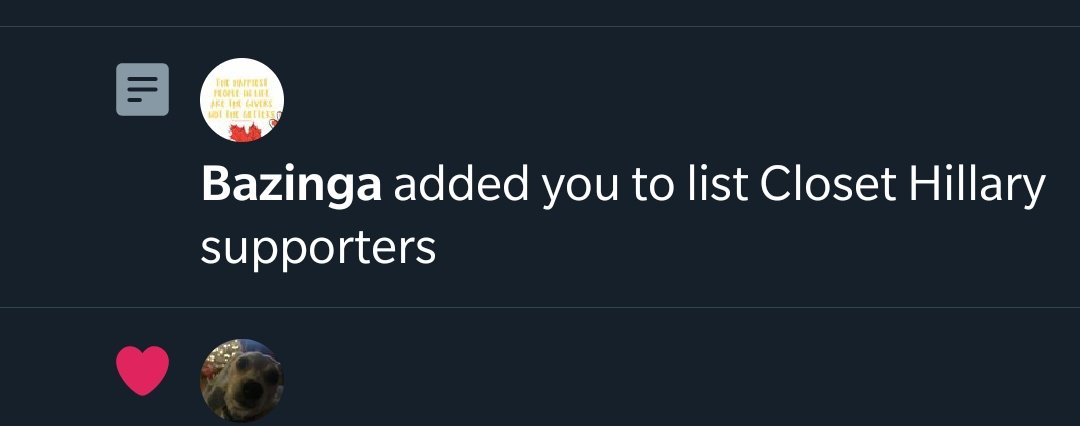 THE HAPPIEST
PEOPLE IN LIFE
ARE THE GIVERS
NOT THE GETTERS
Bazinga added you to list Closet Hillary
supporters